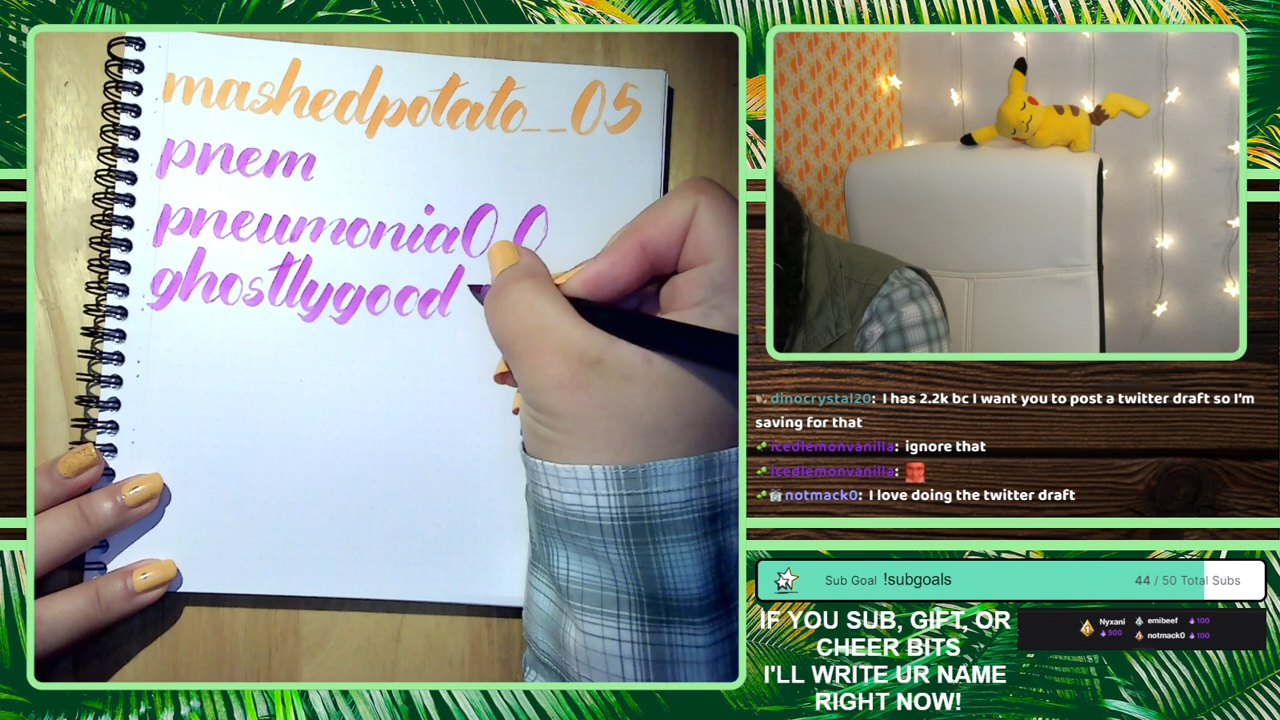 mashedpotato__05
pnem
pneumonia0_0
ghostlygood
dinocrystal20: I has 2.2k bc I want you to post a twitter draft so I'm
saving for that
icedlemonvanilla: ignore that
icedlemonvanilla:
notmack0: I love doing the twitter draft
Sub Goal !subgoals 44 / 50 Total Subs
IF YOU SUB, GIFT, OR
CHEER BITS
I'LL WRITE UR NAME
RIGHT NOW!
1 Nyxani 500
emibeef 100
notmack0 100